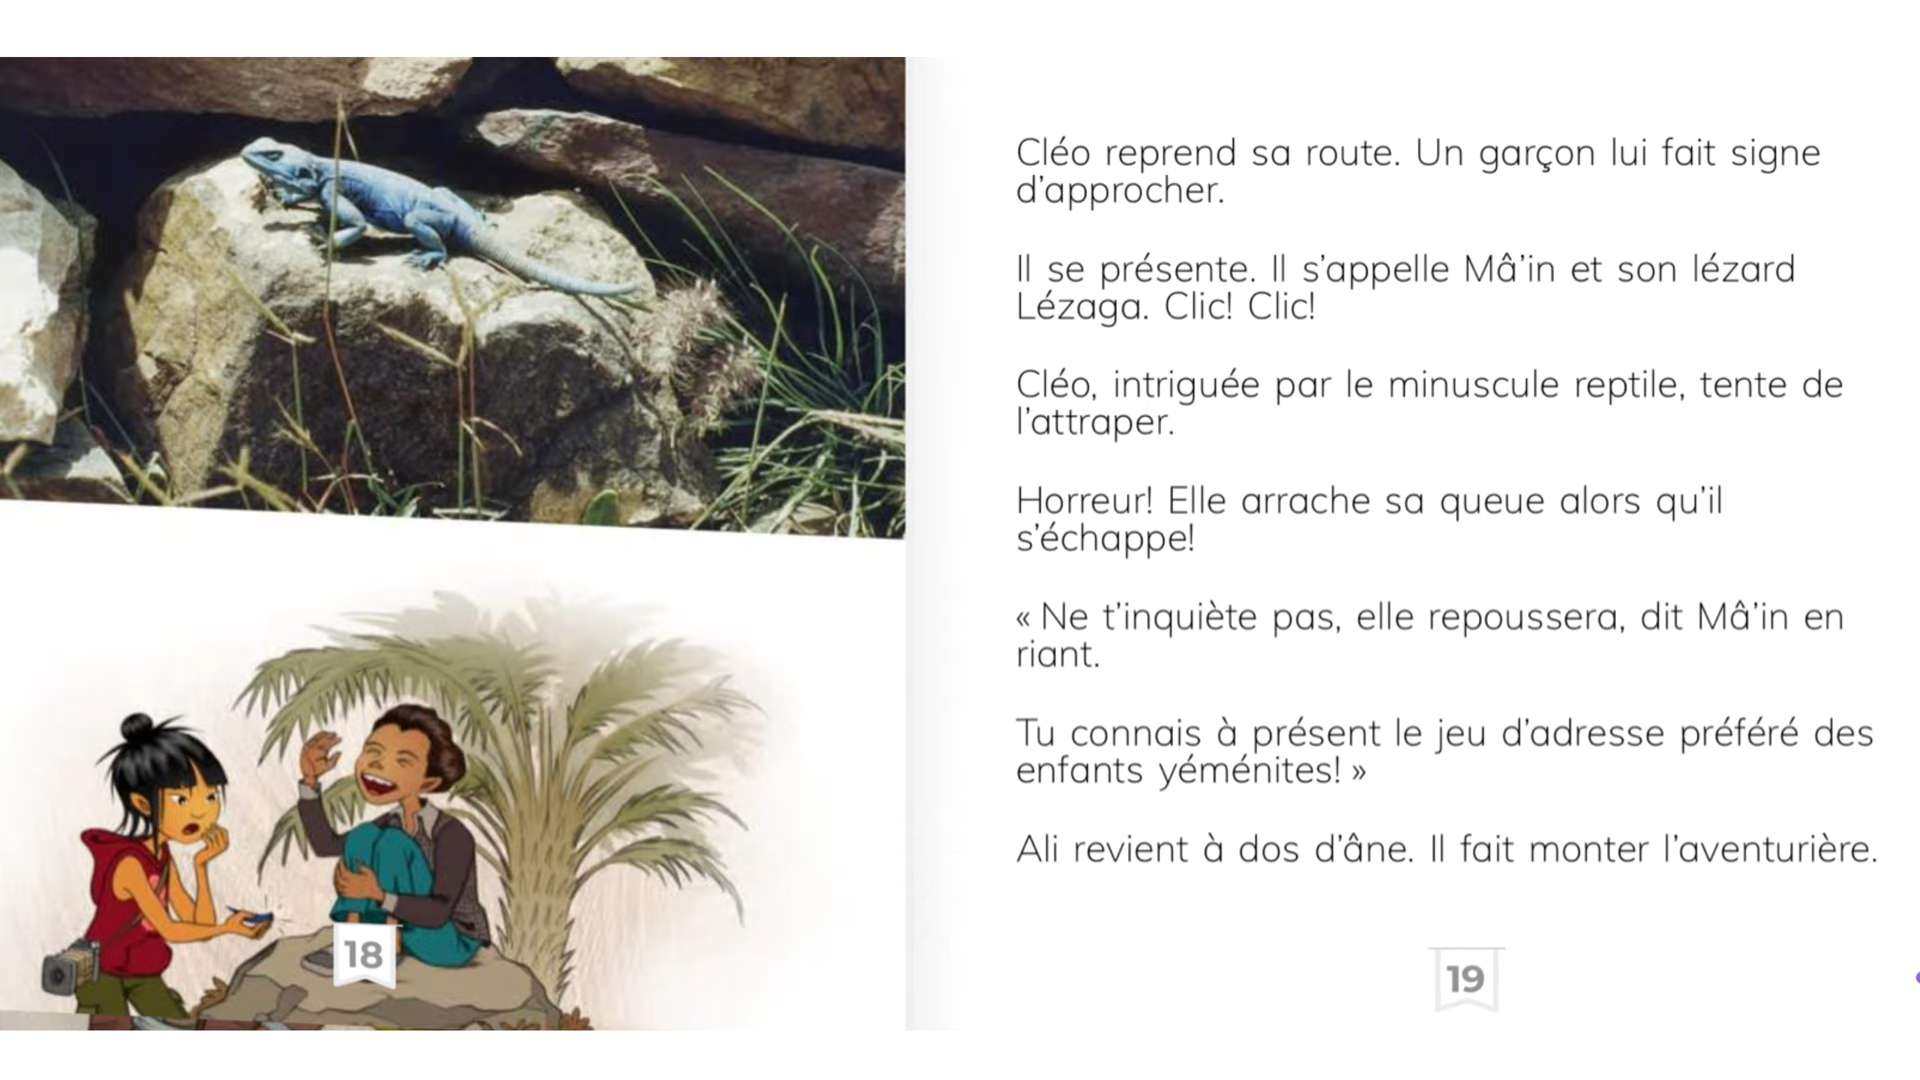 Cléo reprend sa route. Un garçon lui fait signe
d’approcher.
Il se présente. Il s’appelle Mâ’in et son lézard
Lézaga. Clic! Clic!
Cléo, intriguée par le minuscule reptile, tente de
l’attraper.
Horreur! Elle arrache sa queue alors qu’il
s’échappe!
« Ne t’inquiète pas, elle repoussera, dit Mâ’in en
riant.
Tu connais à présent le jeu d’adresse préféré des
enfants yéménites! »
Ali revient à dos d’âne. Il fait monter l’aventurière.
18
19